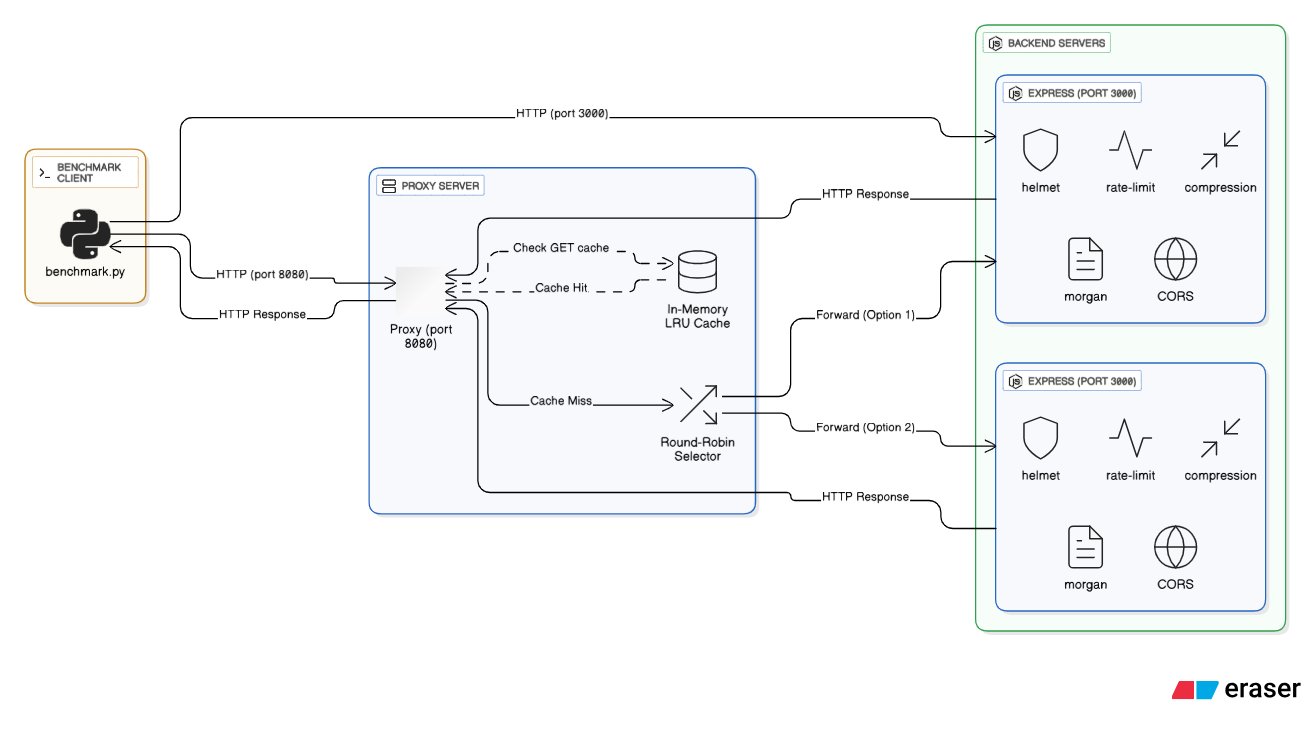 BACKEND SERVERS
EXPRESS (PORT 3000)
HTTP (port 3000)
helmet
rate-limit
compression
BENCHMARK
CLIENT
benchmark.py
PROXY SERVER
HTTP Response
morgan
CORS
Check GET cache
HTTP (port 8080)
Cache Hit
In-Memory
LRU Cache
HTTP Response
Proxy (port
8080)
Forward (Option 1)
EXPRESS (PORT 3000)
Cache Miss
Round-Robin
Selector
Forward (Option 2)
helmet
rate-limit
compression
HTTP Response
morgan
CORS
eraser